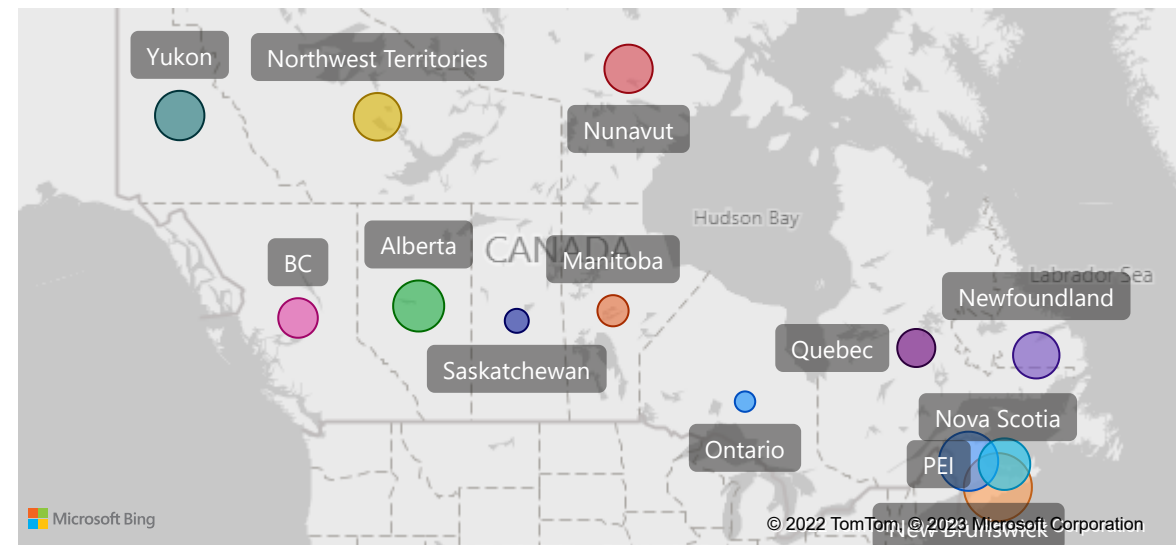 Yukon
Northwest Territories
Nunavut
Hudson Bay
BC
Alberta
CANADA
Manitoba
Labrador Sea
Newfoundland
Quebec
Saskatchewan
Nova Scotia
Ontario
PEI
Microsoft Bing
© 2022 TomTom, © 2023 Microsoft Corporation
New Brunswick